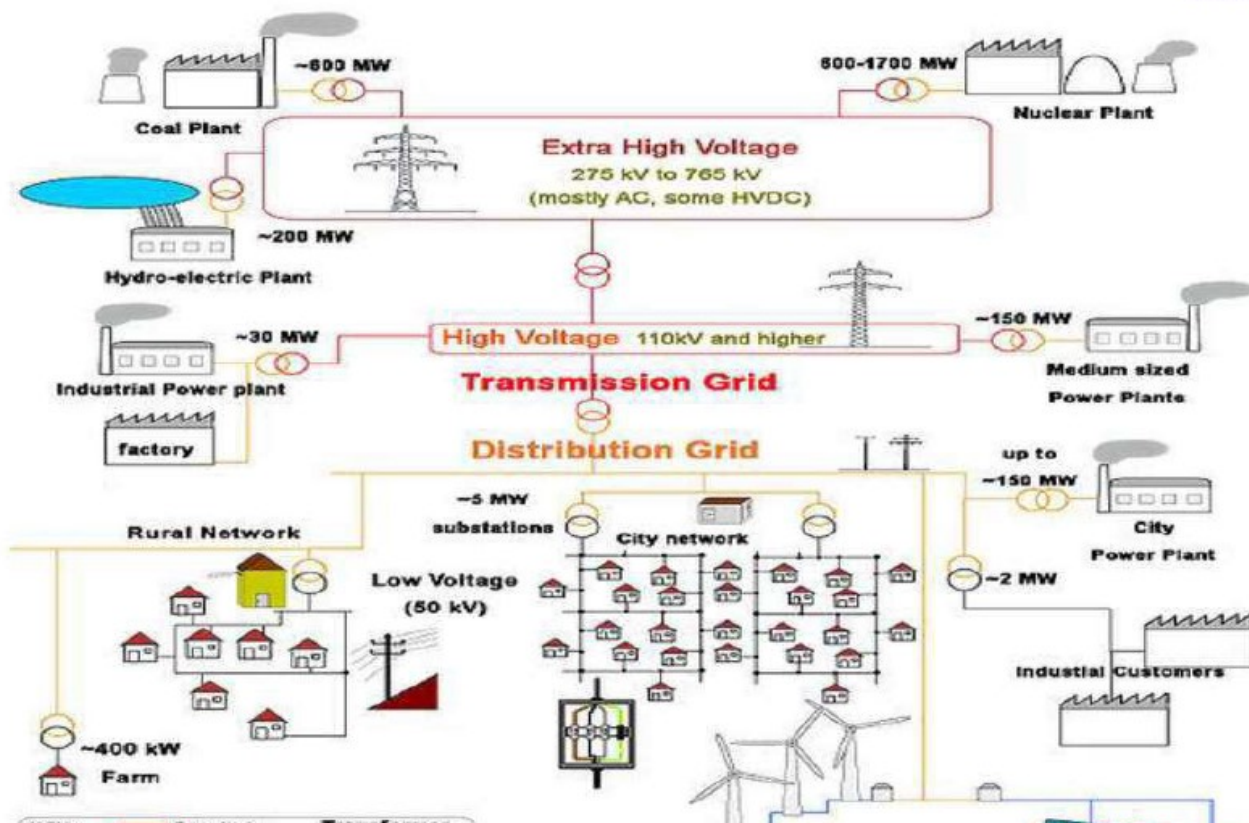 ~600 MW
Coal Plant
600-1700 MW
Nuclear Plant
Extra High Voltage
275 kV to 765 kV
(mostly AC, some HVDC)
~200 MW
Hydro-electric Plant
~30 MW
Industrial Power plant
factory
High Voltage 110kV and higher
~150 MW
Medium sized
Power Plants
Transmission Grid
Distribution Grid
up to
~150 MW
City
Power Plant
~5 MW
substations
Rural Network
City network
Low Voltage
(50 kV)
~2 MW
Industial Customers
~400 kW
Farm